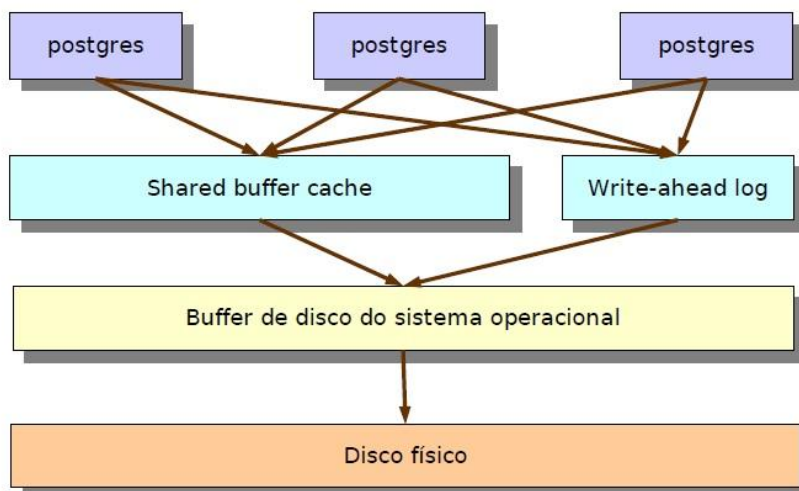 postgres
postgres
postgres
Shared buffer cache
Write-ahead log
Buffer de disco do sistema operacional
Disco físico